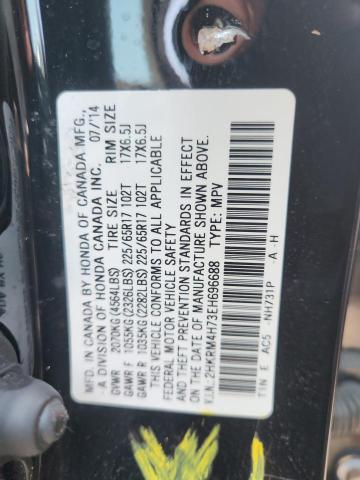 MFD. IN CANADA BY HONDA OF CANADA MFG.,
A DIVISION OF HONDA CANADA INC. 07/14
GVWR 2070KG (4564LBS) TIRE SIZE RIM SIZE
GAWR F 1055KG (2326LBS) 225/65R17 102T 17X6.5J
GAWR R 1035KG (2282LBS) 225/65R17 102T 17X6.5J
THIS VEHICLE CONFORMS TO ALL APPLICABLE
FEDERAL MOTOR VEHICLE SAFETY
AND THEFT PREVENTION STANDARDS IN EFFECT
ON THE DATE OF MANUFACTURE SHOWN ABOVE.
V.I.N.: 2HKRM4H73EH696688 TYPE: MPV
T1N E AC5 NH731P A -H